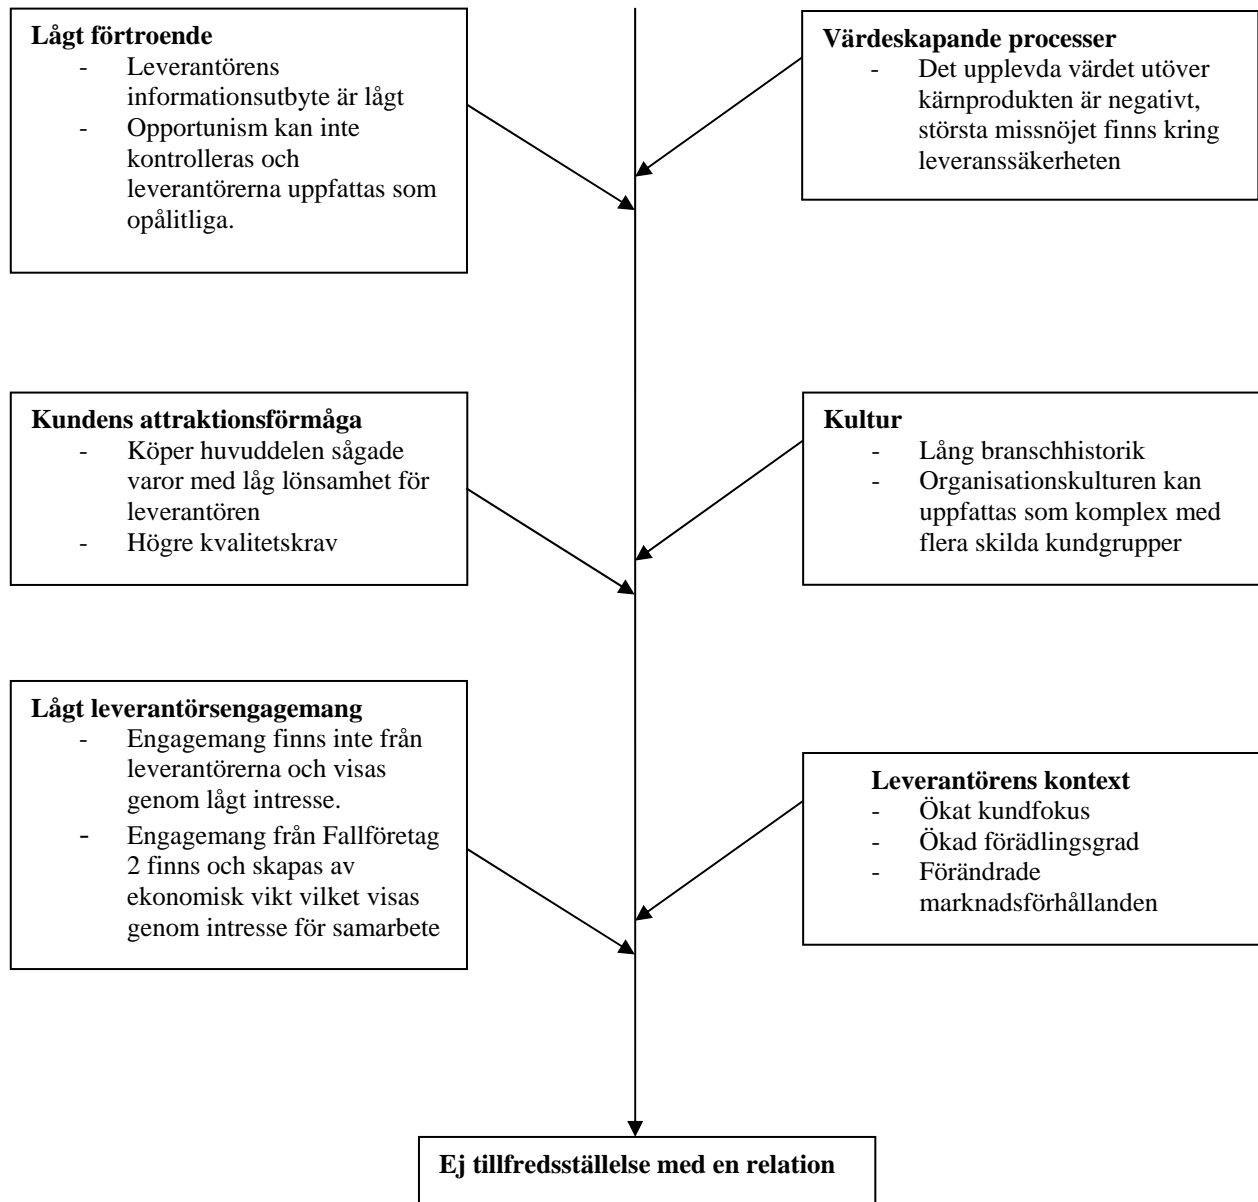 Lågt förtroende
- Leverantörens
informationsutbyte är lågt
- Opportunism kan inte
kontrolleras och
leverantörerna uppfattas som
opålitliga.
Värdeskapande processer
- Det upplevda värdet utöver
kärnprodukten är negativt,
största missnöjet finns kring
leveranssäkerheten
Kundens attraktionsförmåga
- Köper huvuddelen sågade
varor med låg lönsamhet för
leverantören
- Högre kvalitetskrav
Kultur
- Lång branschhistorik
- Organisationskulturen kan
uppfattas som komplex med
flera skilda kundgrupper
Lågt leverantörsengagemang
- Engagemang finns inte från
leverantörerna och visas
genom lågt intresse.
- Engagemang från Fallföretag
2 finns och skapas av
ekonomisk vikt vilket visas
genom intresse för samarbete
Leverantörens kontext
- Ökat kundfokus
- Ökad förädlingsgrad
- Förändrade
marknadsförhållanden
Ej tillfredsställelse med en relation